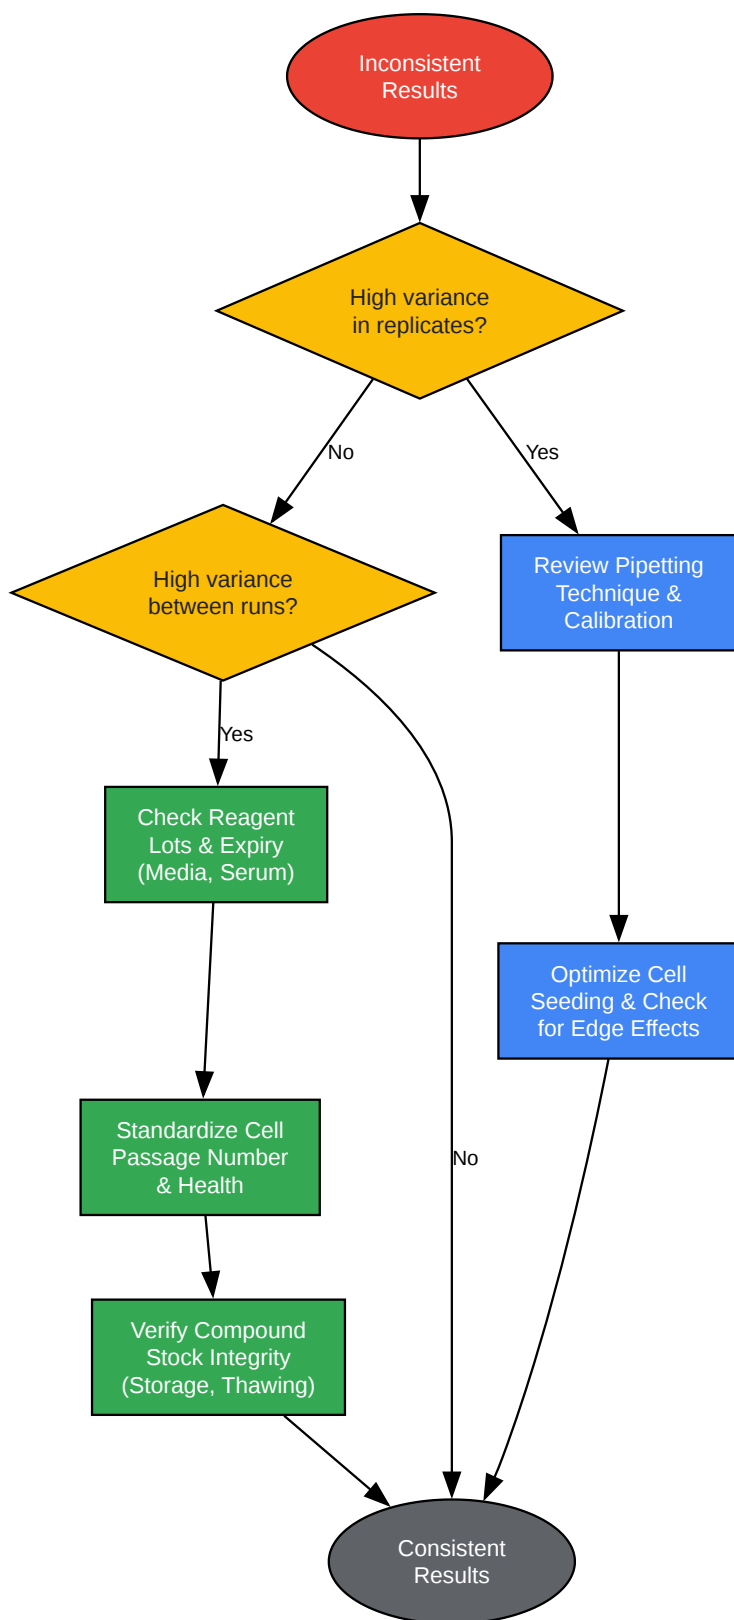 Inconsistent
Results
High variance
in replicates?
No
Yes
High variance
between runs?
Review Pipetting
Technique &
Calibration
Yes
Check Reagent
Lots & Expiry
(Media, Serum)
Optimize Cell
Seeding & Check
for Edge Effects
Standardize Cell
Passage Number
& Health
No
Verify Compound
Stock Integrity
(Storage, Thawing)
Consistent
Results